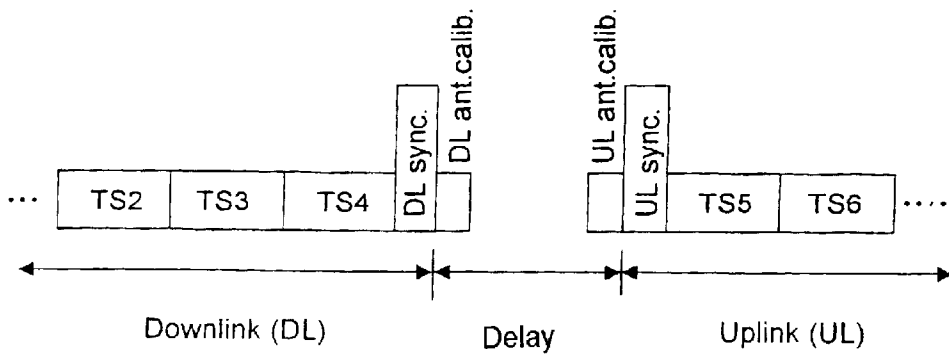 DL sync.
DL ant.calib.
UL ant.calib.
UL sync.
... TS2 TS3 TS4 TS5 TS6 ....
Downlink (DL) Delay Uplink (UL)